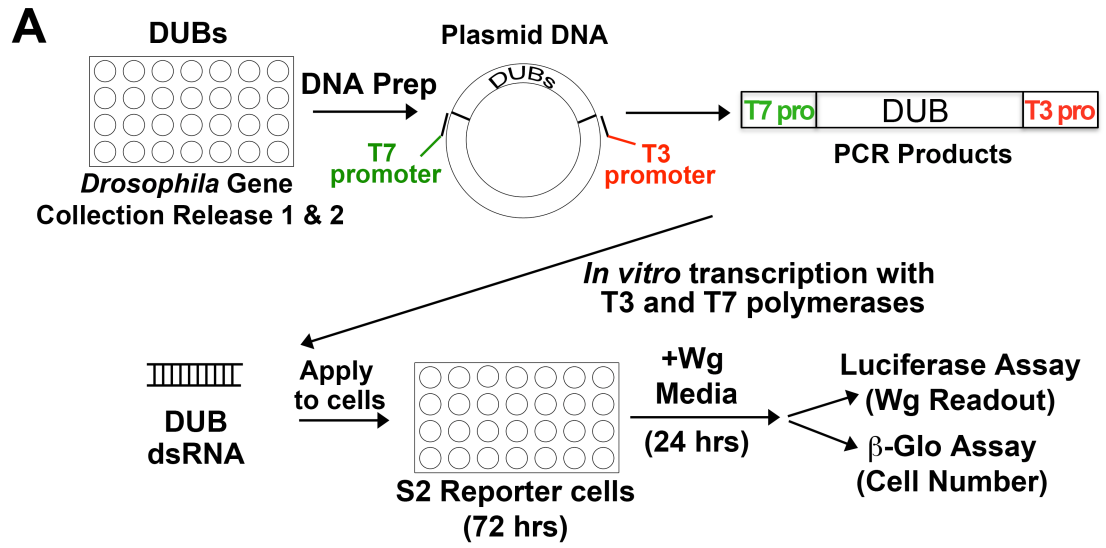 A
DUBs
DNA Prep
Drosophila Gene
Collection Release 1 & 2
Plasmid DNA
DUBs
T7
promoter
T3
promoter
T7 pro DUB T3 pro
PCR Products
In vitro transcription with
T3 and T7 polymerases
DUB
dsRNA
Apply
to cells
S2 Reporter cells
(72 hrs)
+Wg
Media
(24 hrs)
Luciferase Assay
(Wg Readout)
β-Glo Assay
(Cell Number)